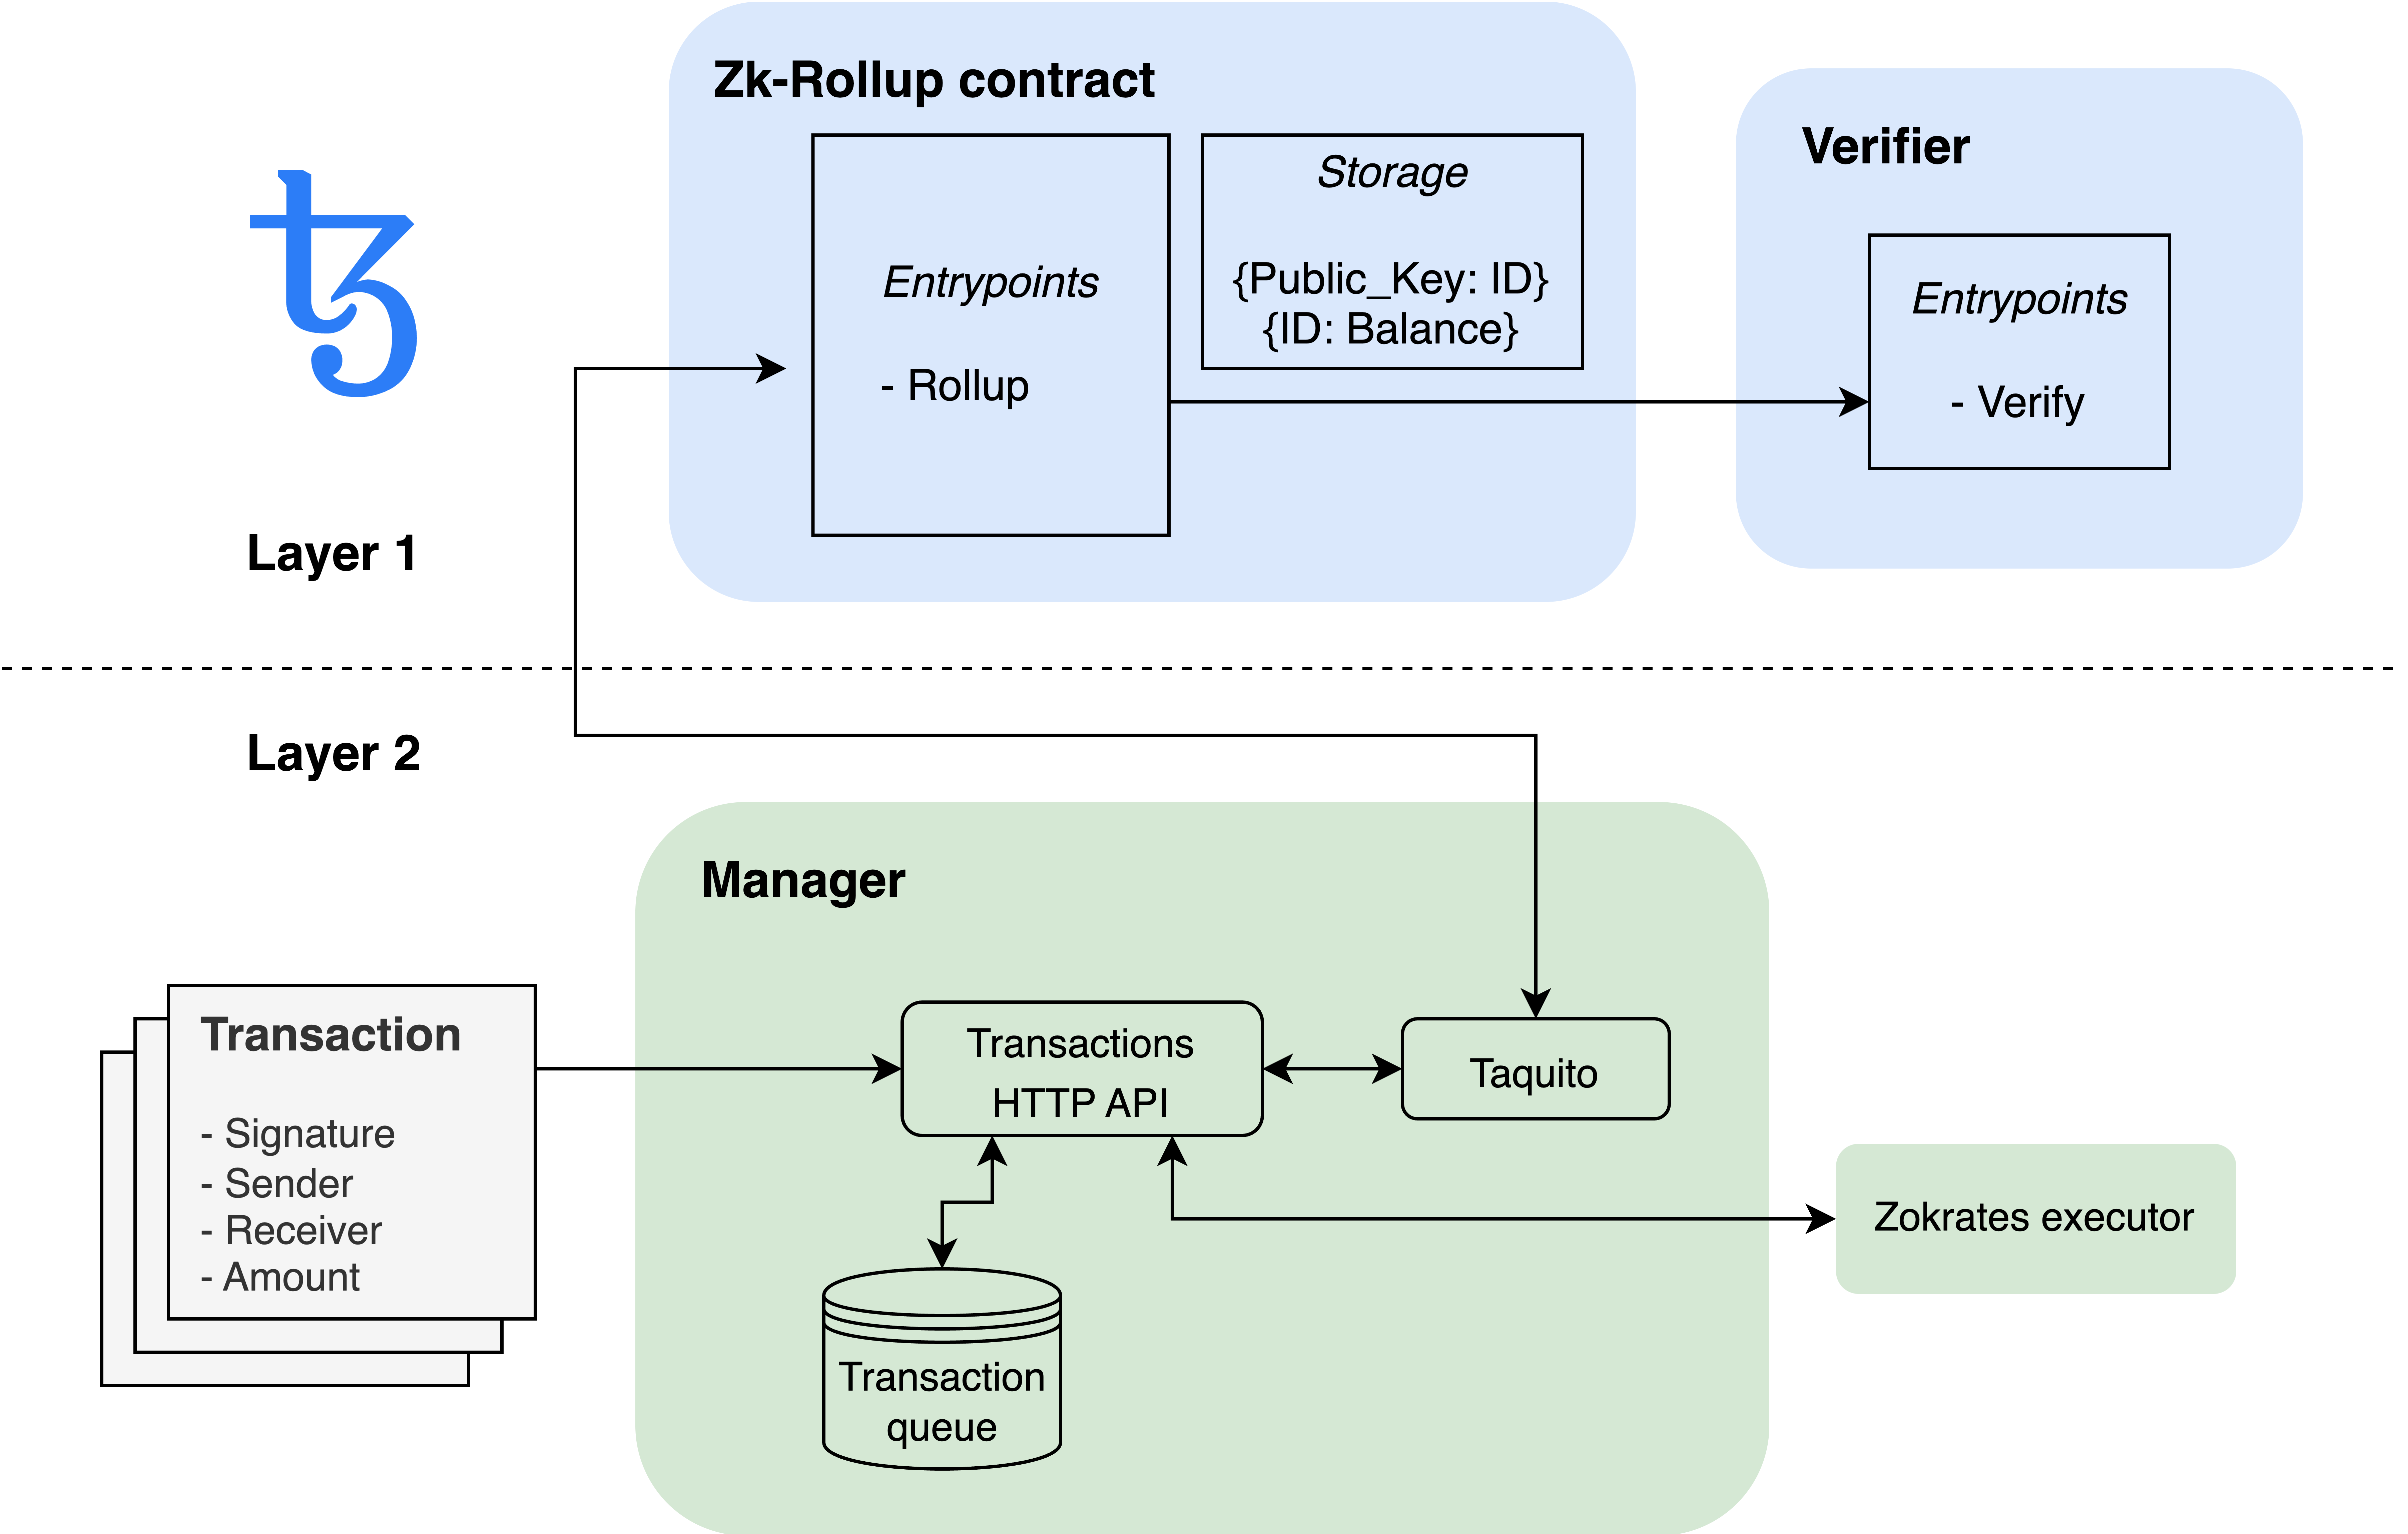 Zk-Rollup contract
Entrypoints
- Rollup
Storage
{Public_Key: ID}
{ID: Balance}
Verifier
Entrypoints
- Verify
Layer 1
Layer 2
Manager
Transaction
- Signature
- Sender
- Receiver
- Amount
Transactions
HTTP API
Taquito
Zokrates executor
Transaction
queue